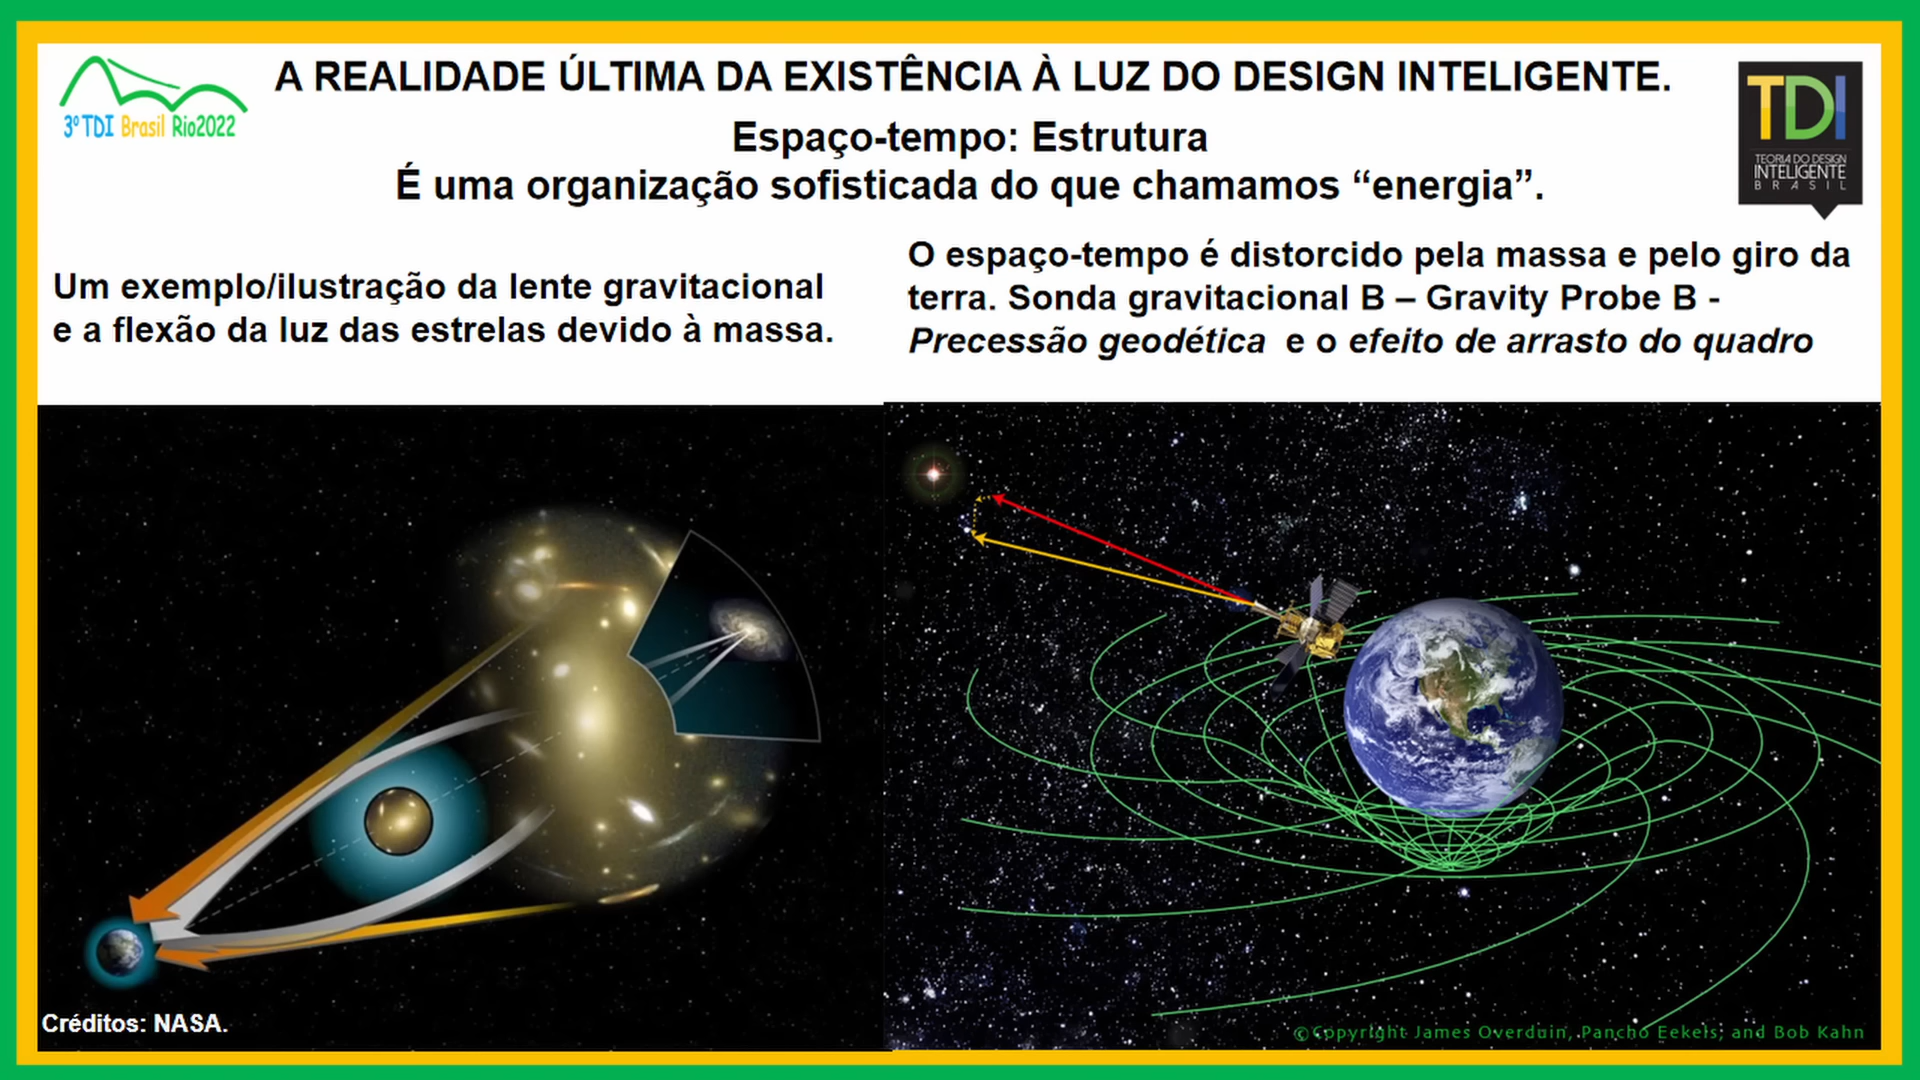 A REALIDADE ÚLTIMA DA EXISTÊNCIA À LUZ DO DESIGN INTELIGENTE.
3º TDI Brasil Rio2022
TDI
TEORIA DO DESIGN
INTELIGENTE
BRASIL
Espaço-tempo: Estrutura
É uma organização sofisticada do que chamamos “energia”.
Um exemplo/ilustração da lente gravitacional
e a flexão da luz das estrelas devido à massa.
O espaço-tempo é distorcido pela massa e pelo giro da
terra. Sonda gravitacional B – Gravity Probe B -
Precessão geodética e o efeito de arrasto do quadro
Créditos: NASA.
©Copyright James Overduin, Pancho Eekels, and Bob Kahn